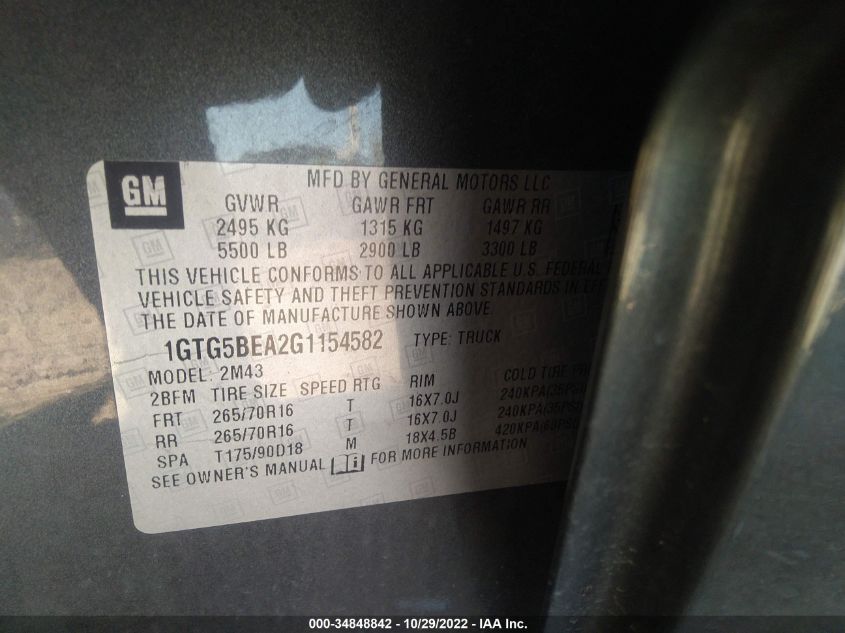 GM
MFD BY GENERAL MOTORS LLC
GVWR GAWR FRT GAWR RR
2495 KG 1315 KG 1497 KG
5500 LB 2900 LB 3300 LB
THIS VEHICLE CONFORMS TO ALL APPLICABLE U.S. FEDERAL
VEHICLE SAFETY AND THEFT PREVENTION STANDARDS IN
THE DATE OF MANUFACTURE SHOWN ABOVE.
1GTG5BEA2G1154582 TYPE: TRUCK
MODEL: 2M43
2BFM TIRE SIZE SPEED RTG RIM COLD TIRE
FRT 265/70R16 T 16X7.0J 240KPA(35PSI)
RR 265/70R16 T 16X7.0J 240KPA(35PSI)
SPA T175/90D18 M 18X4.5B 420KPA(60PSI)
SEE OWNER'S MANUAL FOR MORE INFORMATION
000-34848842 - 10/29/2022 - IAA Inc.